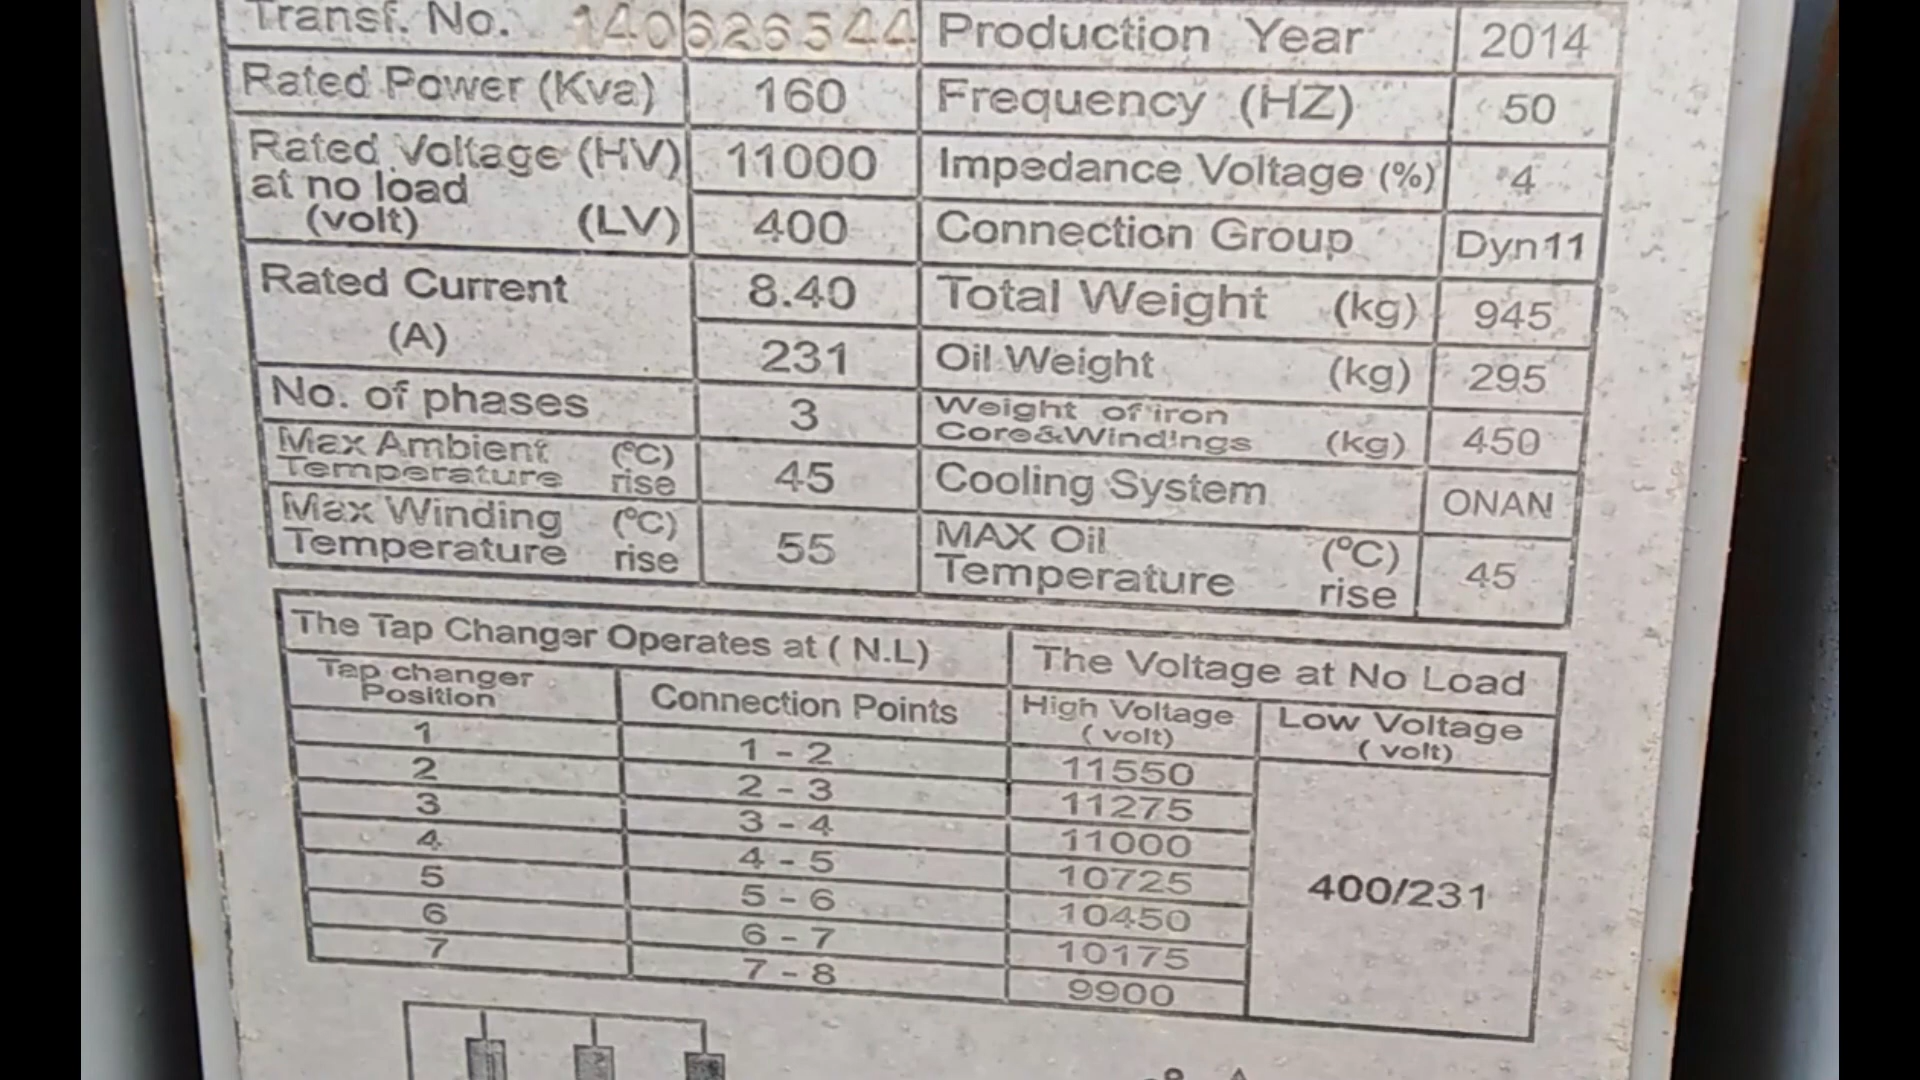 Transf. No. 140626544 Production Year 2014
Rated Power (Kva) 160 Frequency (HZ) 50
Rated Voltage (HV) 11000 Impedance Voltage (%) 4
at no load
(volt) (LV) 400 Connection Group Dyn11
Rated Current 8.40 Total Weight (kg) 945
(A) 231 Oil Weight (kg) 295
No. of phases 3 Weight of iron
Core&Windings (kg) 450
Max Ambient (°C)
Temperature rise 45 Cooling System ONAN
Max Winding (°C)
Temperature rise 55 MAX Oil (°C)
Temperature rise 45
The Tap Changer Operates at ( N.L) The Voltage at No Load
Tap changer
Position Connection Points High Voltage
( volt) Low Voltage
( volt)
1 1 - 2 11550
2 2 - 3 11275
3 3 - 4 11000
4 4 - 5 10725 400/231
5 5 - 6 10450
6 6 - 7 10175
7 7 - 8 9900